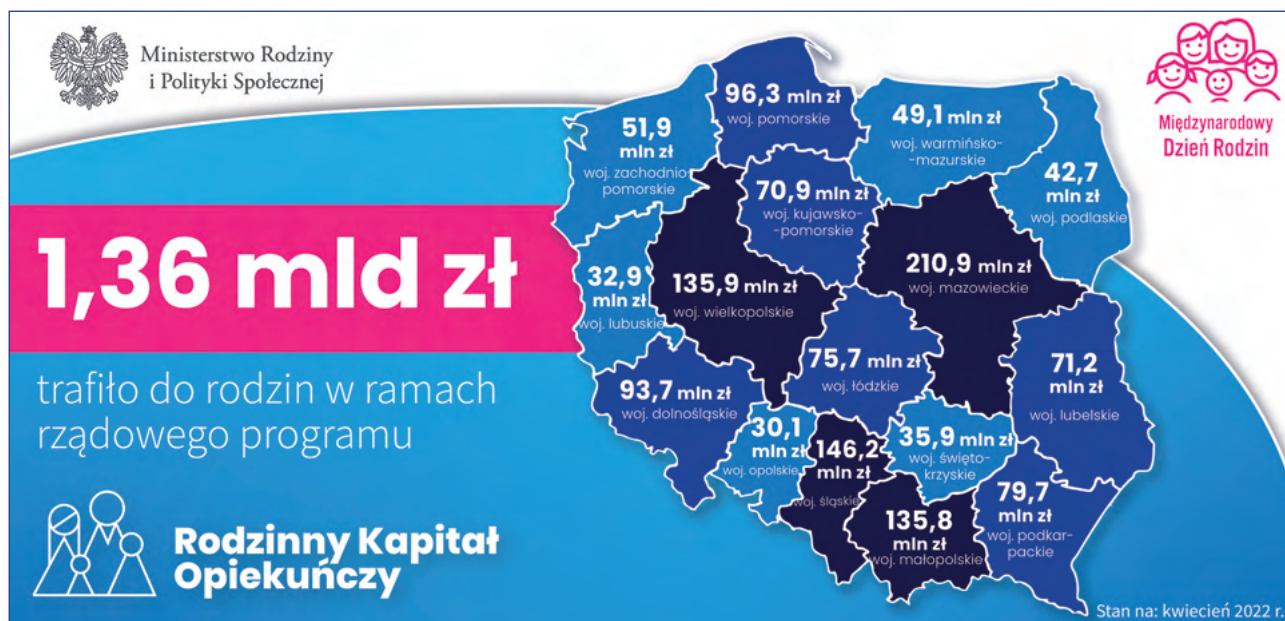 Ministerstwo Rodziny
i Polityki Społecznej
Międzynarodowy
Dzień Rodzin
1,36 mld zł
trafiło do rodzin w ramach
rządowego programu
Rodzinny Kapitał
Opiekuńczy
96,3 mln zł
woj. pomorskie
51,9
mln zł
woj. zachodnio-
pomorskie
49,1 mln zł
woj. warmińsko-
-mazurskie
42,7
mln zł
woj. podlaskie
70,9 mln zł
woj. kujawsko-
-pomorskie
32,9
mln zł
woj. lubuskie
135,9 mln zł
woj. wielkopolskie
210,9 mln zł
woj. mazowieckie
75,7 mln zł
woj. łódzkie
71,2
mln zł
woj. lubelskie
93,7 mln zł
woj. dolnośląskie
30,1
mln zł
woj. opolskie
146,2
mln zł
woj. śląskie
35,9 mln zł
woj. święto-
krzyskie
135,8
mln zł
woj. małopolskie
79,7
mln zł
woj. podkar-
packie
Stan na: kwiecień 2022 r.